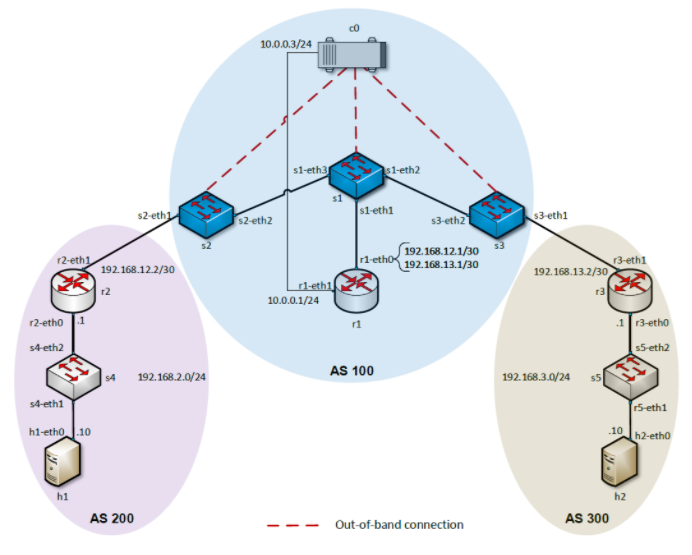 c0
10.0.0.3/24
s1-eth3
s1-eth2
s1
s1-eth1
s2-eth1
s2-eth2
s2
s3-eth2
s3-eth1
s3
r2-eth1
192.168.12.2/30
r2
r1-eth0
192.168.12.1/30
192.168.13.1/30
r1-eth1
10.0.0.1/24
r1
r3-eth1
192.168.13.2/30
r3
r2-eth0
.1
.1
r3-eth0
s4-eth2
s5-eth2
s4
192.168.2.0/24
AS 100
192.168.3.0/24
s5
s4-eth1
r5-eth1
h1-eth0
.10
.10
h2-eth0
h1
h2
AS 200
AS 300
Out-of-band connection